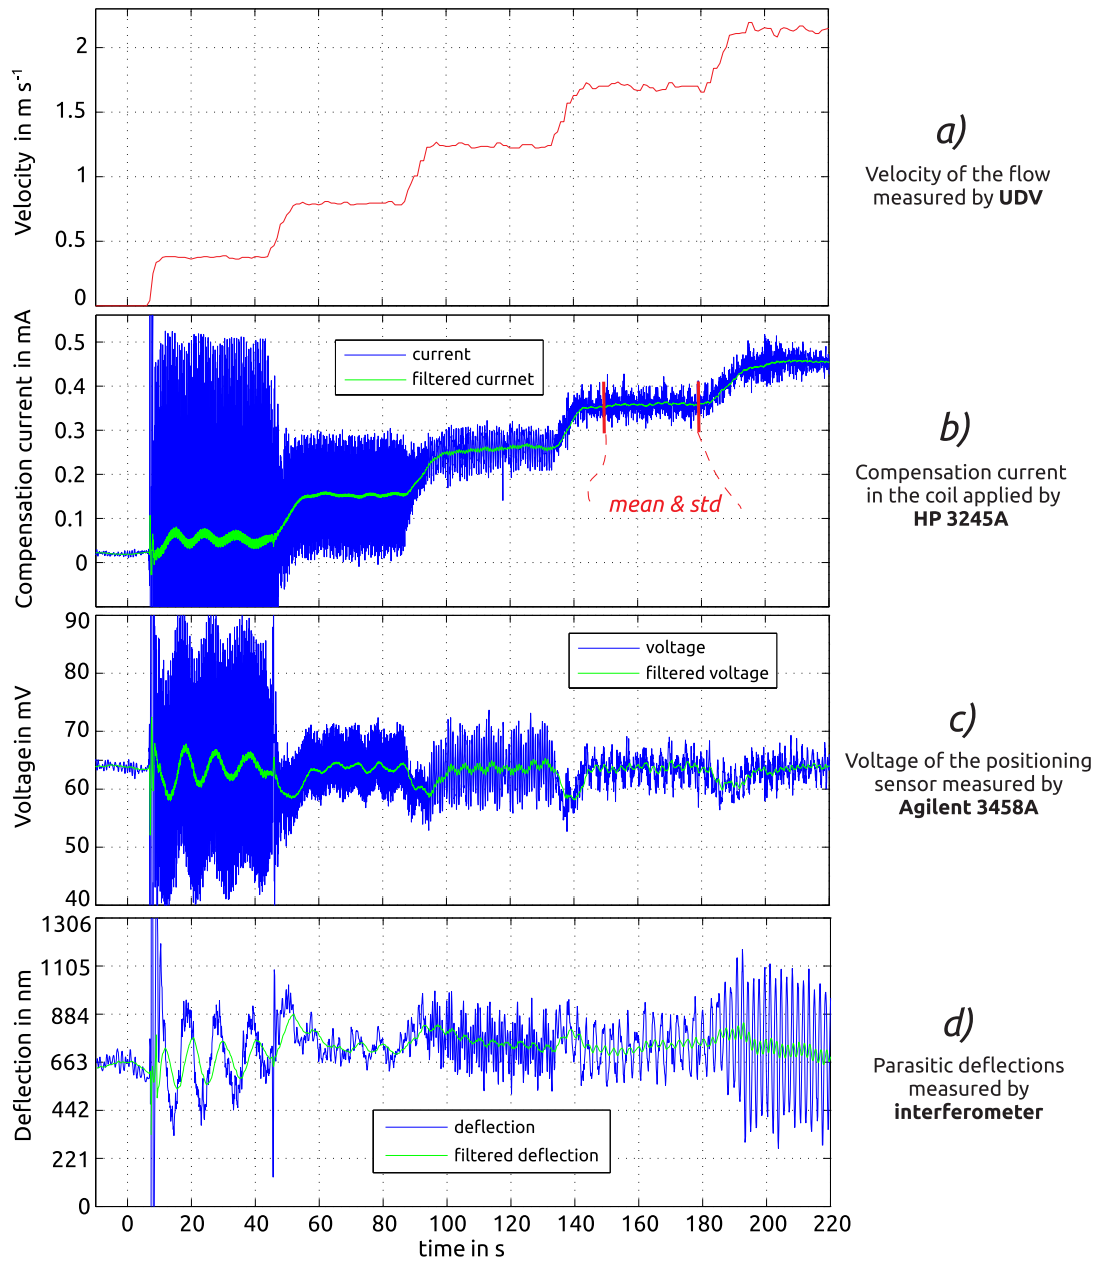 Velocity in m s-1
2
1.5
1
0.5
0
a)
Velocity of the flow
measured by UDV
Compensation current in mA
0.5
0.4
0.3
0.2
0.1
0
current
filtered currnet
mean & std
b)
Compensation current
in the coil applied by
HP 3245A
Voltage in mV
90
80
70
60
50
40
voltage
filtered voltage
c)
Voltage of the positioning
sensor measured by
Agilent 3458A
Deflection in nm
1306
1105
884
663
442
221
0
deflection
filtered deflection
d)
Parasitic deflections
measured by
interferometer
0 20 40 60 80 100 120 140 160 180 200 220
time in s